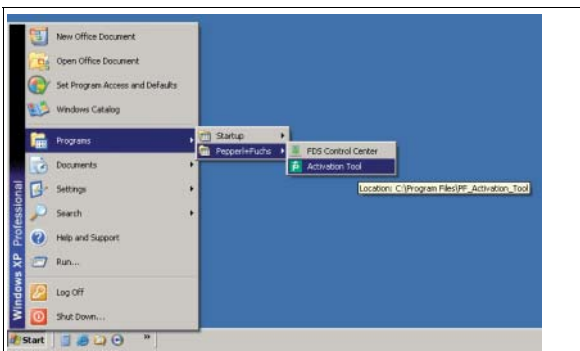 New Office Document
Open Office Document
Set Program Access and Defaults
Windows Catalog
Programs
Startup
Pepperl+Fuchs
FDS Control Center
Activation Tool
Location: C:\Program Files\PF_Activation_Tool
Documents
Settings
Search
Help and Support
Run...
Log Off
Shut Down...
Windows XP Professional
Start